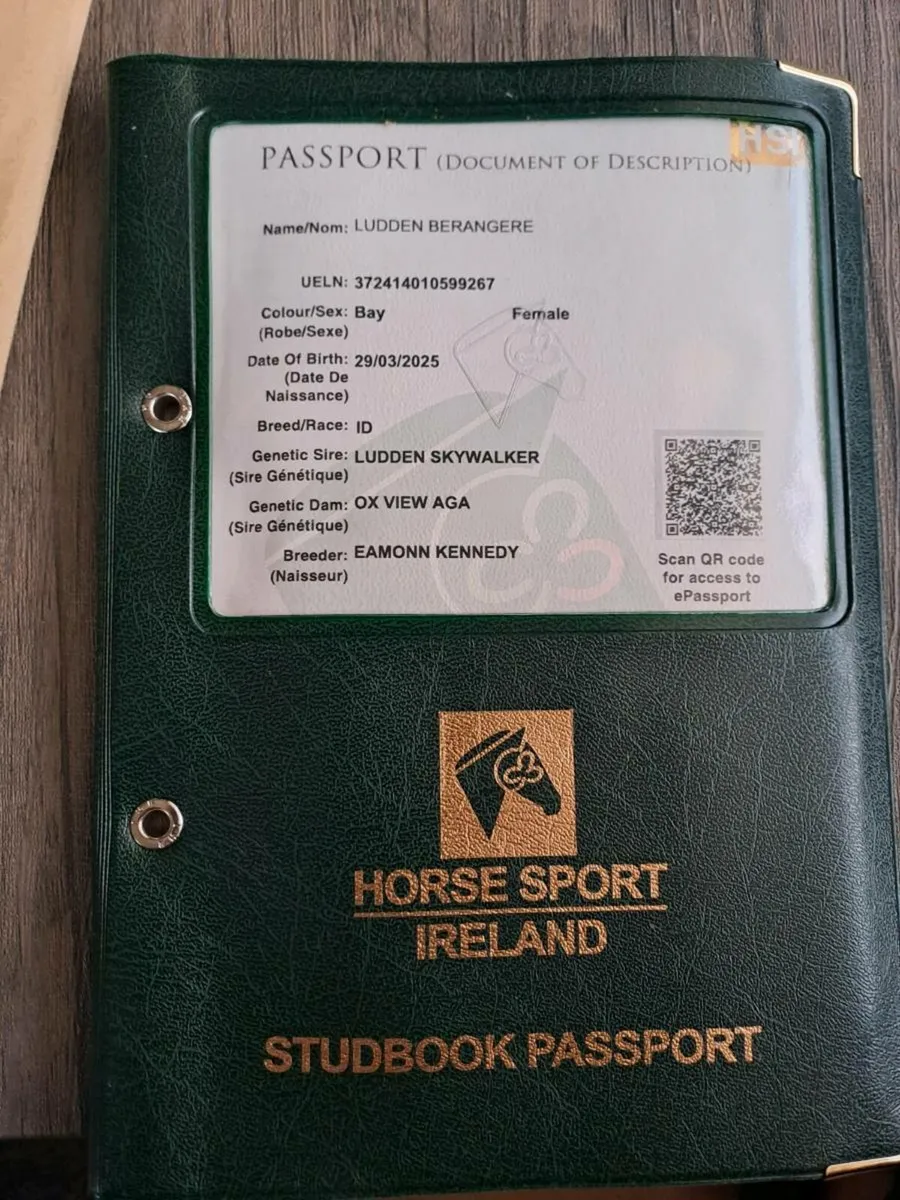 HSI
PASSPORT (DOCUMENT OF DESCRIPTION)
Name/Nom: LUDDEN BERANGERE
UELN: 372414010599267
Colour/Sex: Bay Female
(Robe/Sexe)
Date Of Birth: 29/03/2025
(Date De
Naissance)
Breed/Race: ID
Genetic Sire: LUDDEN SKYWALKER
(Sire Génétique)
Genetic Dam: OX VIEW AGA
(Sire Génétique)
Breeder: EAMONN KENNEDY
(Naisseur)
Scan QR code
for access to
ePassport
HORSE SPORT
IRELAND
STUDBOOK PASSPORT